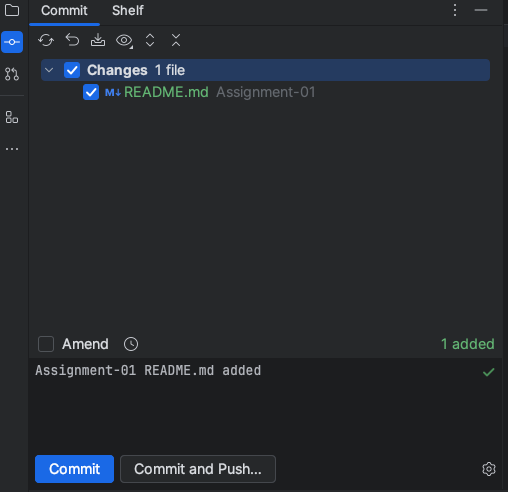 Commit Shelf
Changes 1 file
M↓ README.md Assignment-01
Amend 1 added
Assignment-01 README.md added
Commit Commit and Push...